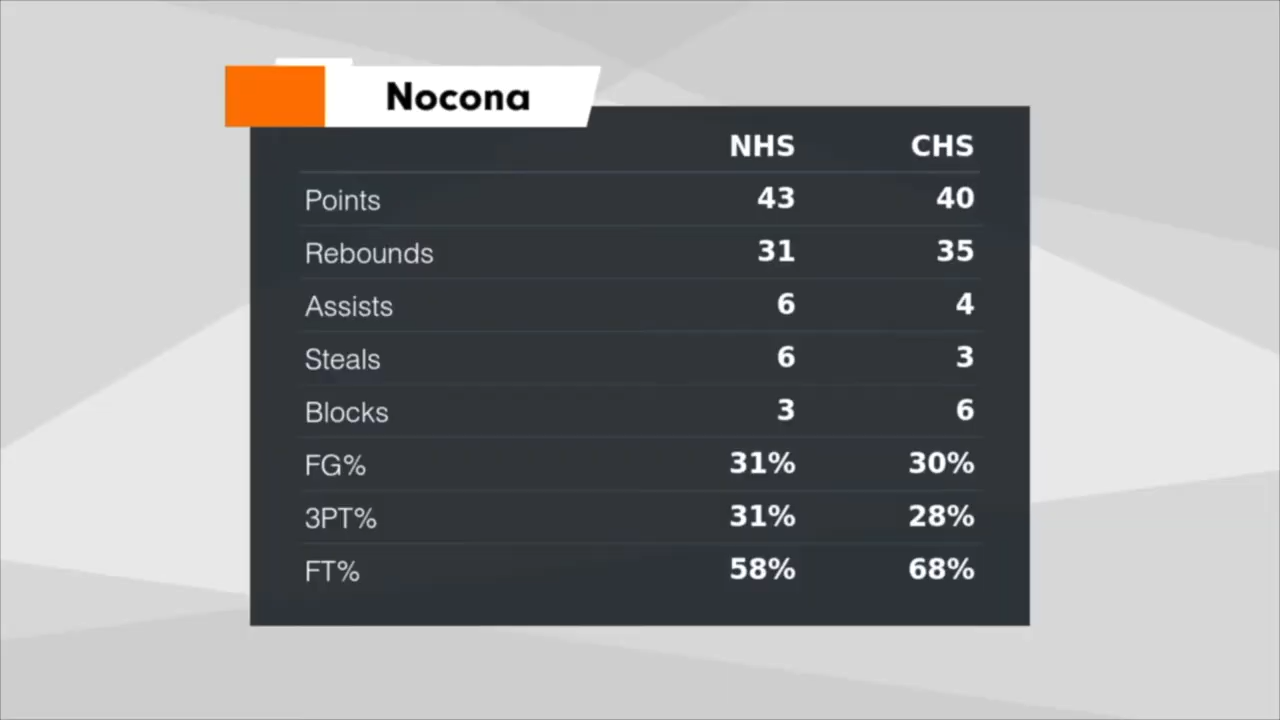 Nocona
NHS CHS
Points 43 40
Rebounds 31 35
Assists 6 4
Steals 6 3
Blocks 3 6
FG% 31% 30%
3PT% 31% 28%
FT% 58% 68%